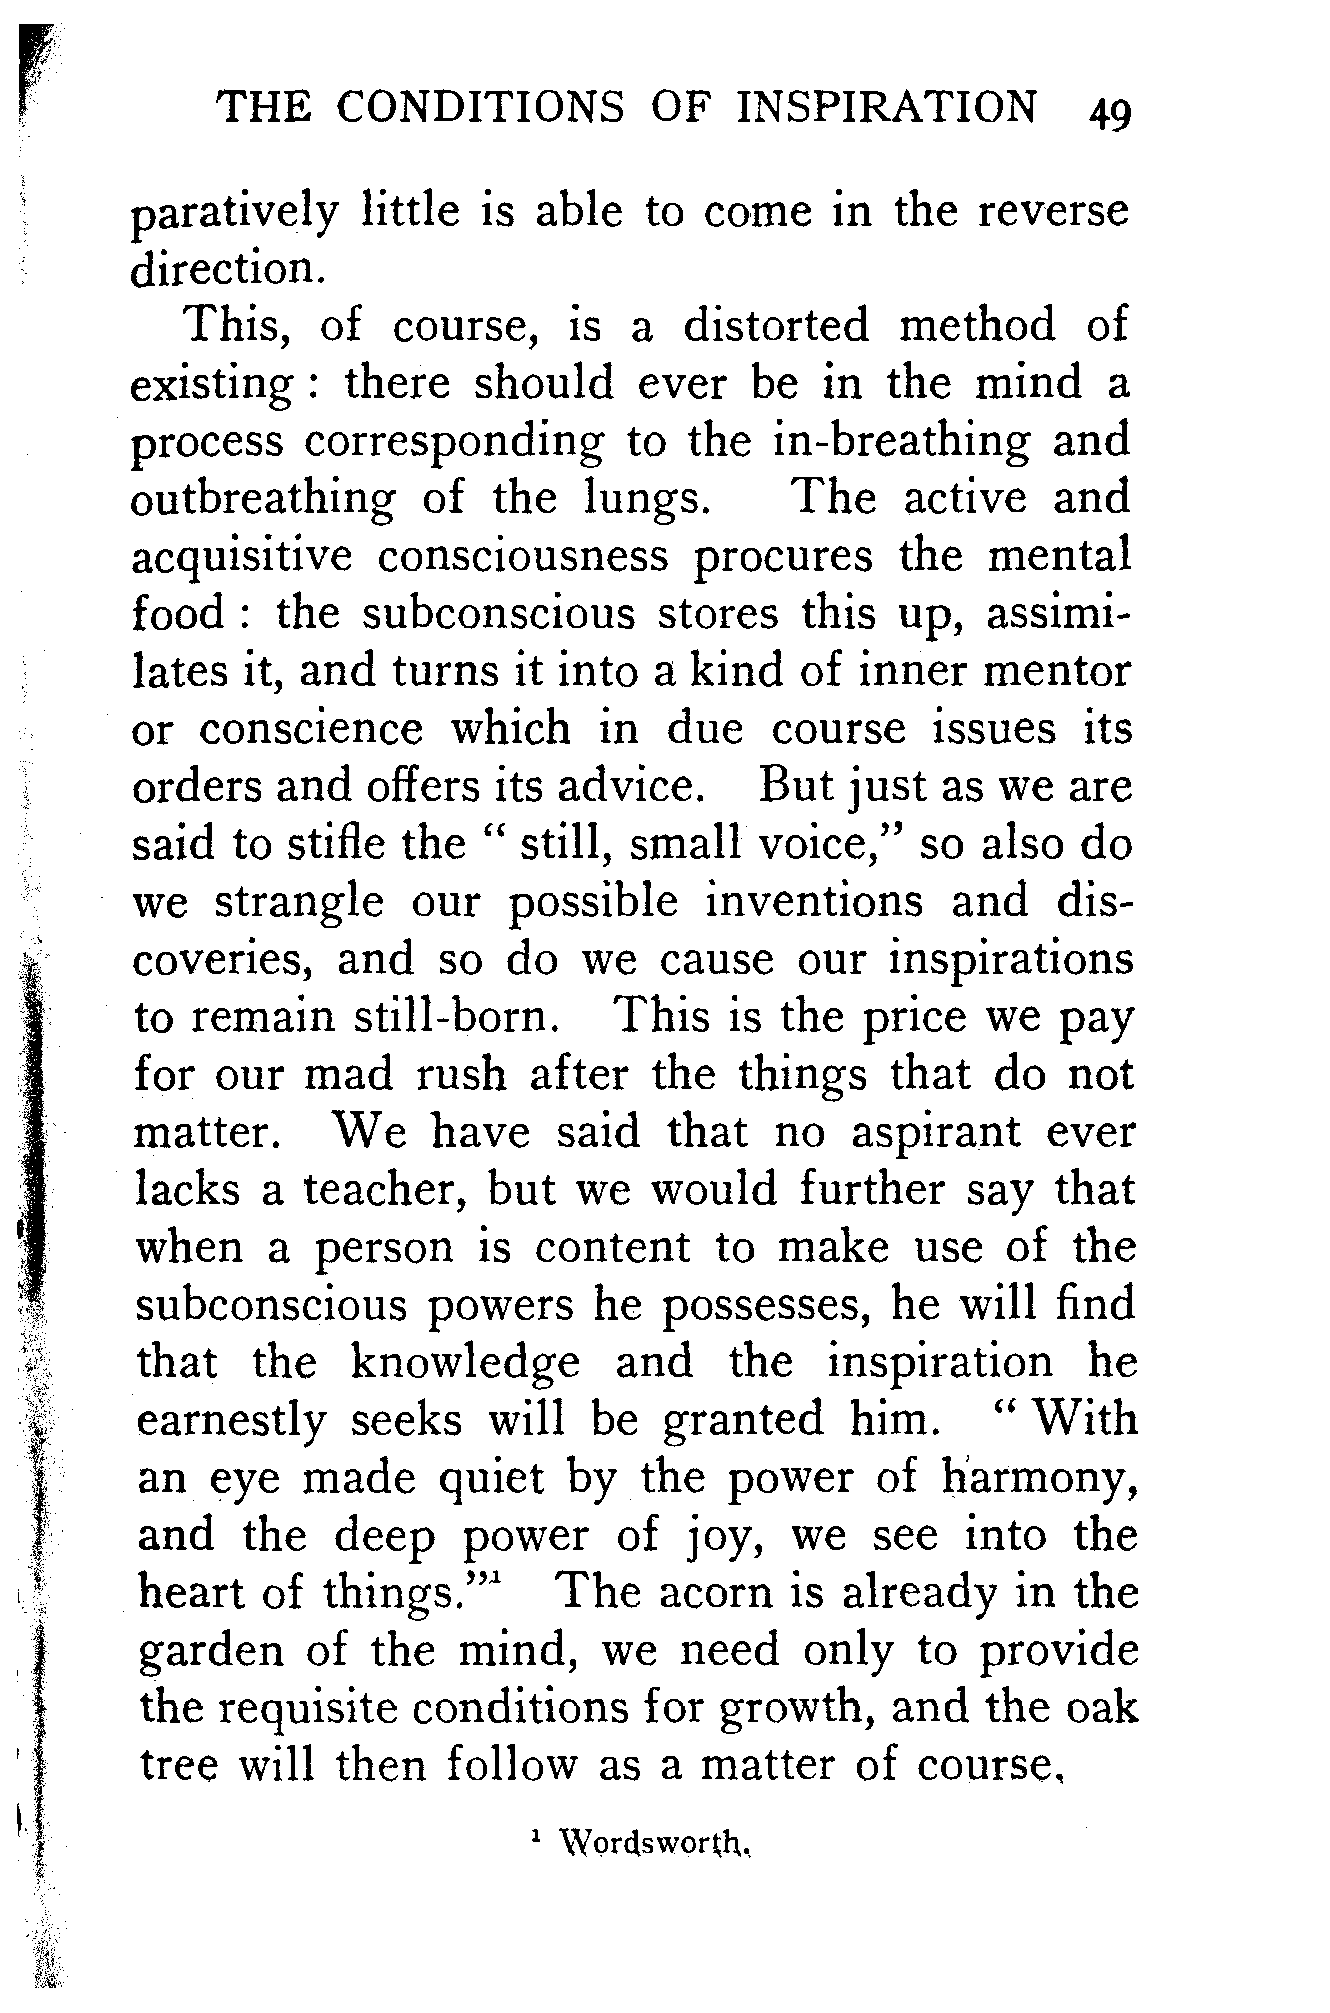 THE CONDITIONS OF INSPIRATION 49
paratively little is able to come in the reverse
direction.
This, of course, is a distorted method of
existing : there should ever be in the mind a
process corresponding to the in-breathing and
outbreathing of the lungs. The active and
acquisitive consciousness procures the mental
food : the subconscious stores this up, assimi-
lates it, and turns it into a kind of inner mentor
or conscience which in due course issues its
orders and offers its advice. But just as we are
said to stifle the “ still, small voice,” so also do
we strangle our possible inventions and dis-
coveries, and so do we cause our inspirations
to remain still-born. This is the price we pay
for our mad rush after the things that do not
matter. We have said that no aspirant ever
lacks a teacher, but we would further say that
when a person is content to make use of the
subconscious powers he possesses, he will find
that the knowledge and the inspiration he
earnestly seeks will be granted him. “ With
an eye made quiet by the power of harmony,
and the deep power of joy, we see into the
heart of things.”¹ The acorn is already in the
garden of the mind, we need only to provide
the requisite conditions for growth, and the oak
tree will then follow as a matter of course.
¹ Wordsworth.